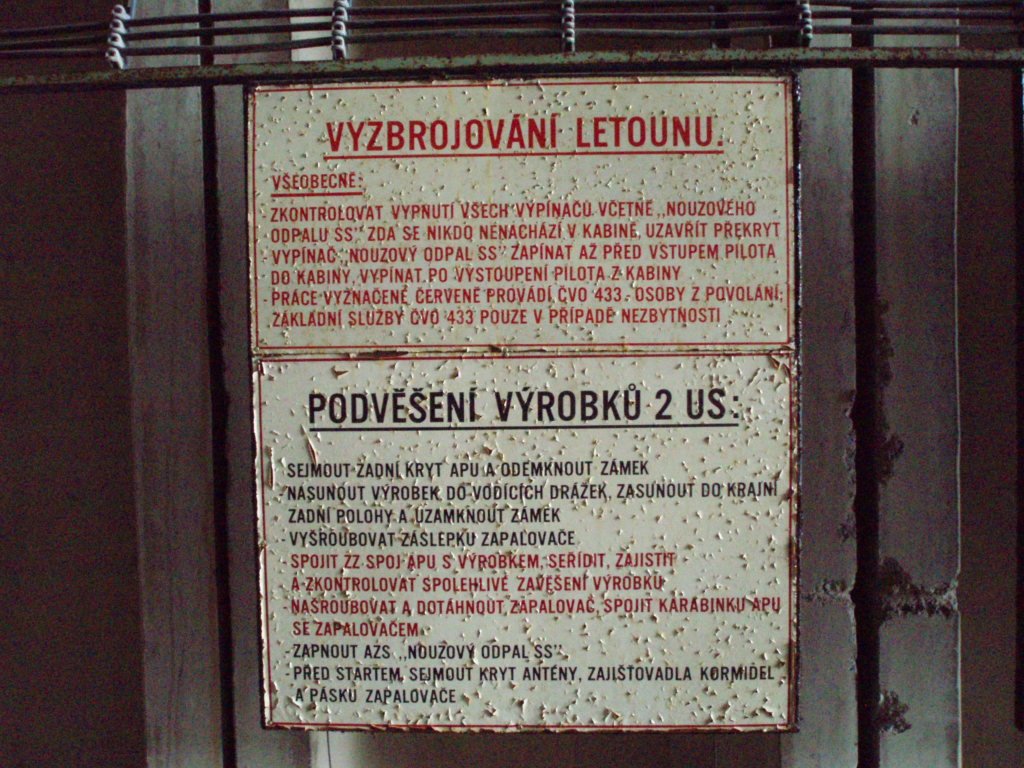 VYZBROJOVÁNÍ LETOUNU.
VŠEOBECNĚ:
ZKONTROLOVAT VYPNUTÍ VŠECH VYPÍNAČŮ VČETNĚ „NOUZOVÉHO
ODPALU SS" ZDA SE NIKDO NENACHÁZÍ V KABINĚ, UZAVŘÍT PŘEKRYT
- VYPÍNAČ „NOUZOVÝ ODPAL SS" ZAPÍNAT AŽ PŘED VSTUPEM PILOTA
DO KABINY, VYPÍNAT PO VYSTOUPENÍ PILOTA Z KABINY
- PRÁCE VYZNAČENÉ ČERVENĚ PROVÁDÍ ČVO 433 - OSOBY Z POVOLÁNÍ;
ZÁKLADNÍ SLUŽBY ČVO 433 POUZE V PŘÍPADĚ NEZBYTNOSTI
PODVĚŠENÍ VÝROBKŮ 2 US:
SEJMOUT ZADNÍ KRYT APU A ODEMKNOUT ZÁMEK
- NASUNOUT VÝROBEK DO VODÍCÍCH DRÁŽEK, ZASUNOUT DO KRAJNÍ
ZADNÍ POLOHY A UZAMKNOUT ZÁMEK
- VYŠROUBOVAT ZÁSLEPKU ZAPALOVAČE
- SPOJIT ZZ SPOJ APU S VÝROBKEM, SEŘÍDIT, ZAJISTIT
A ZKONTROLOVAT SPOLEHLIVÉ ZAVĚŠENÍ VÝROBKU
- NAŠROUBOVAT A DOTÁHNOUT ZAPALOVAČ, SPOJIT KARABINKU APU
SE ZAPALOVAČEM
- ZAPNOUT AZS „NOUZOVÝ ODPAL SS"
- PŘED STARTEM SEJMOUT KRYT ANTÉNY, ZAJIŠŤOVADLA KORMIDEL
A PÁSKU ZAPALOVAČE